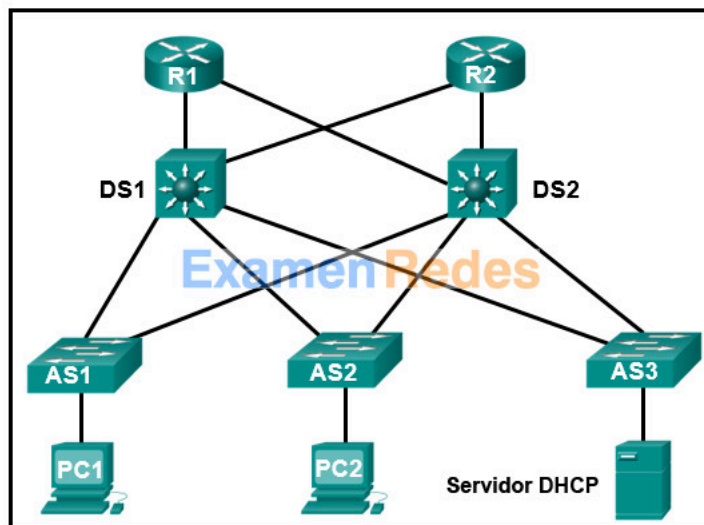 R1
R2
DS1
DS2
ExamenRedes
AS1
AS2
AS3
PC1
PC2
Servidor DHCP